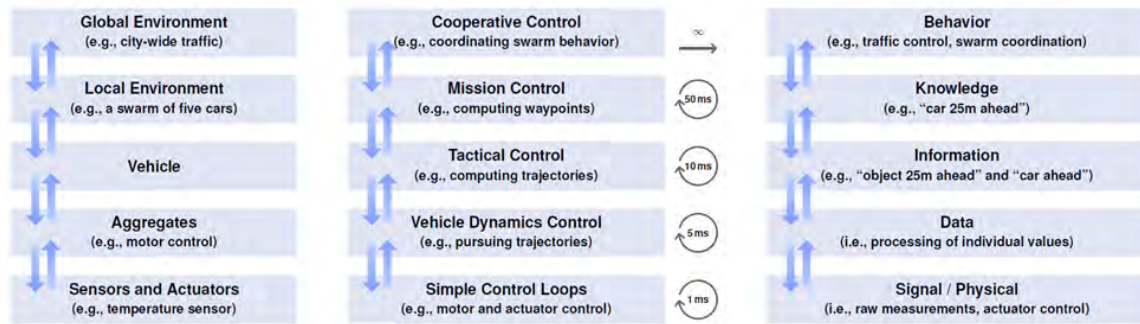 Global Environment
(e.g., city-wide traffic)
Local Environment
(e.g., a swarm of five cars)
Vehicle
Aggregates
(e.g., motor control)
Sensors and Actuators
(e.g., temperature sensor)
Cooperative Control
(e.g., coordinating swarm behavior)
∞
Mission Control
(e.g., computing waypoints)
50 ms
Tactical Control
(e.g., computing trajectories)
10 ms
Vehicle Dynamics Control
(e.g., pursuing trajectories)
5 ms
Simple Control Loops
(e.g., motor and actuator control)
1 ms
Behavior
(e.g., traffic control, swarm coordination)
Knowledge
(e.g., “car 25m ahead”)
Information
(e.g., “object 25m ahead” and “car ahead”)
Data
(i.e., processing of individual values)
Signal / Physical
(i.e., raw measurements, actuator control)